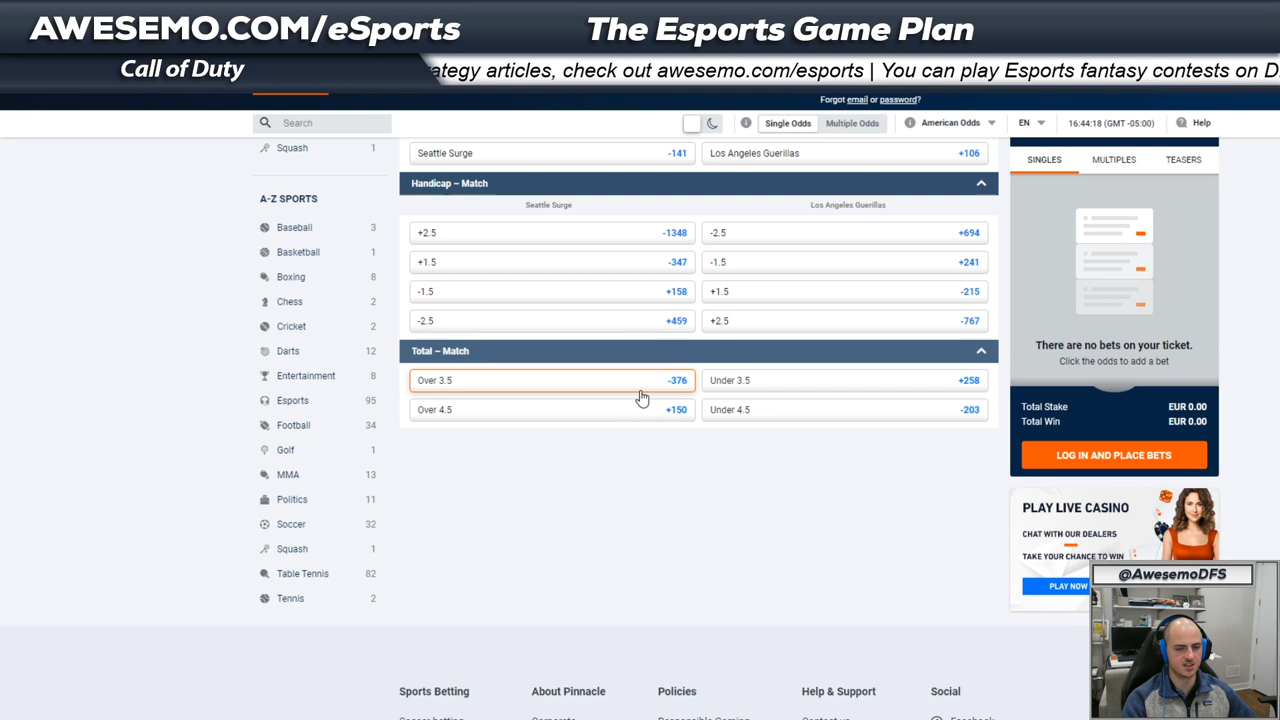 AWESEMO.COM/eSports
The Esports Game Plan
Call of Duty
ategy articles, check out awesemo.com/esports | You can play Esports fantasy contests on D
Forgot email or password?
Search
Single Odds Multiple Odds
American Odds
EN
16:44:18 (GMT -05:00)
Help
Squash 1
A-Z SPORTS
Baseball 3
Basketball 1
Boxing 8
Chess 2
Cricket 2
Darts 12
Entertainment 8
Esports 95
Football 34
Golf 1
MMA 13
Politics 11
Soccer 32
Squash 1
Table Tennis 82
Tennis 2
Seattle Surge -141 Los Angeles Guerillas +106
Handicap – Match
Seattle Surge Los Angeles Guerillas
+2.5 -1348 -2.5 +694
+1.5 -347 -1.5 +241
-1.5 +158 +1.5 -215
-2.5 +459 +2.5 -767
Total – Match
Over 3.5 -376 Under 3.5 +258
Over 4.5 +150 Under 4.5 -203
SINGLES MULTIPLES TEASERS
There are no bets on your ticket.
Click the odds to add a bet
Total Stake EUR 0.00
Total Win EUR 0.00
LOG IN AND PLACE BETS
PLAY LIVE CASINO
CHAT WITH OUR DEALERS
TAKE YOUR CHANCE TO WIN
PLAY NOW
@AwesemoDFS
Sports Betting About Pinnacle Policies Help & Support Social